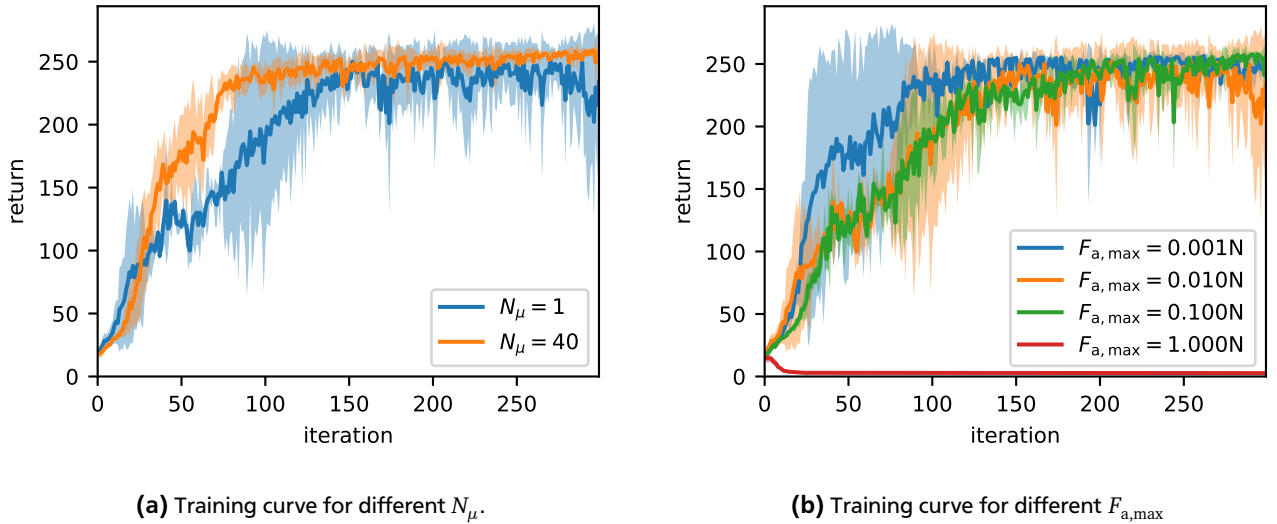 250
200
150
100
50
0
return
0 50 100 150 200 250
iteration
N_μ = 1
N_μ = 40
(a) Training curve for different N_μ.
250
200
150
100
50
0
return
0 50 100 150 200 250
iteration
F_a, max = 0.001N
F_a, max = 0.010N
F_a, max = 0.100N
F_a, max = 1.000N
(b) Training curve for different F_a,max